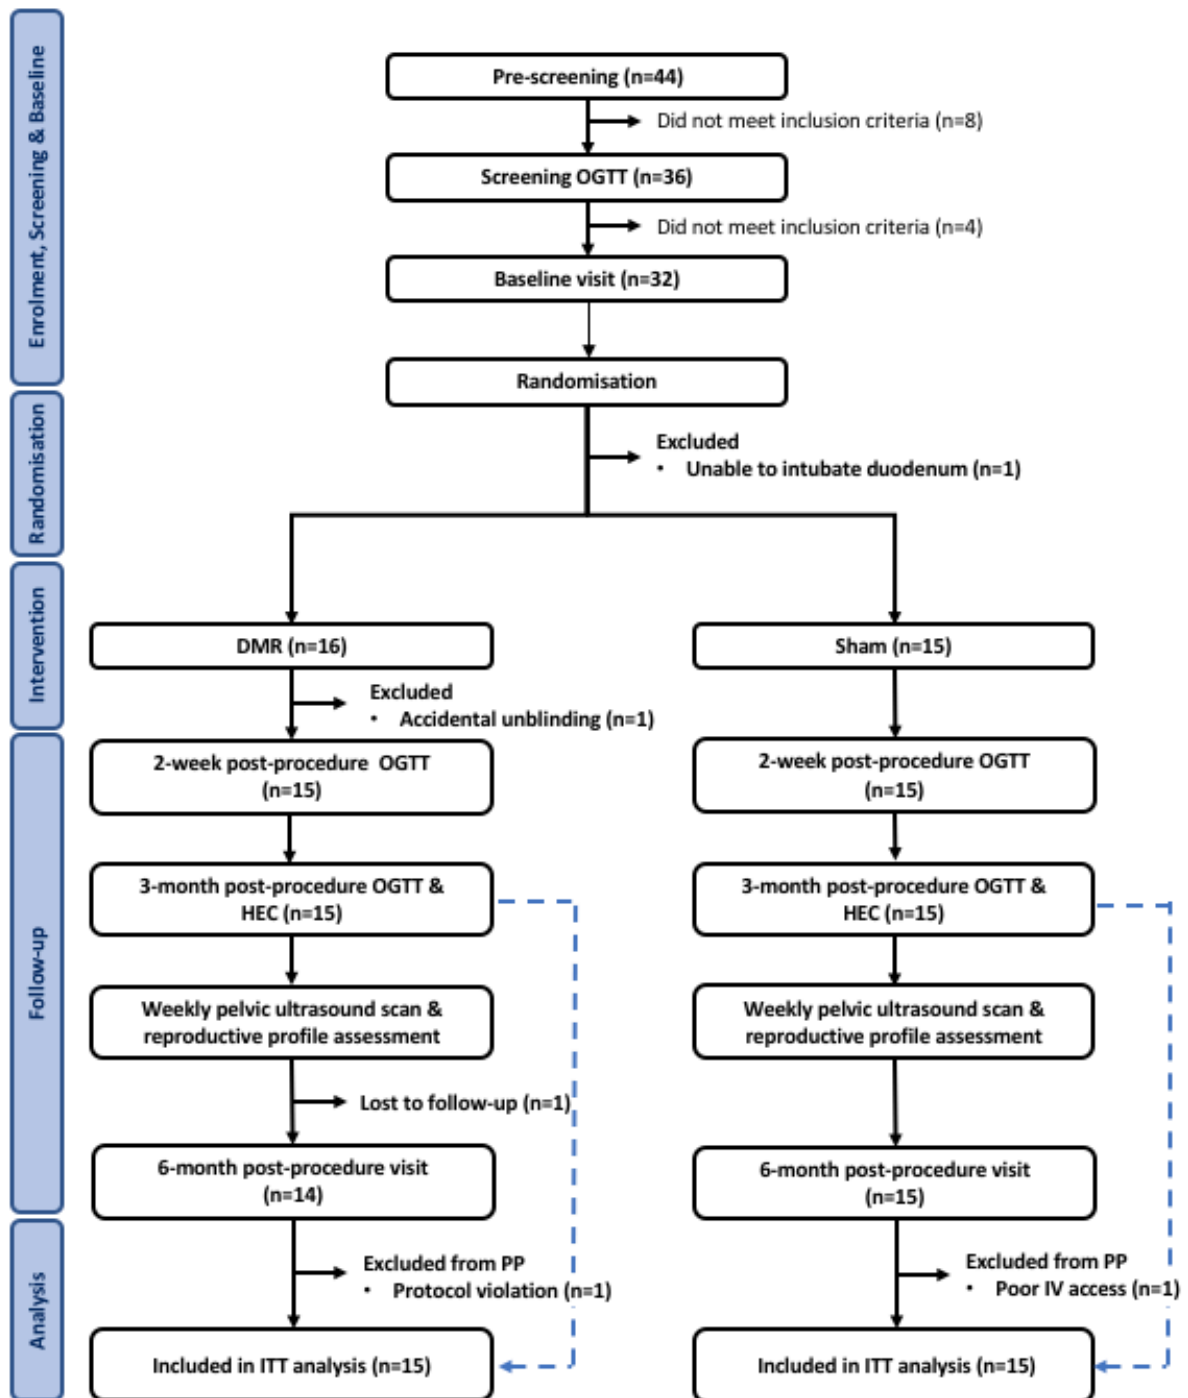 Enrolment, Screening & Baseline
Pre-screening (n=44)
Did not meet inclusion criteria (n=8)
Screening OGTT (n=36)
Did not meet inclusion criteria (n=4)
Baseline visit (n=32)
Randomisation
Randomisation
Excluded
• Unable to intubate duodenum (n=1)
Intervention
DMR (n=16)
Sham (n=15)
Excluded
• Accidental unblinding (n=1)
Follow-up
2-week post-procedure OGTT
(n=15)
2-week post-procedure OGTT
(n=15)
3-month post-procedure OGTT &
HEC (n=15)
3-month post-procedure OGTT &
HEC (n=15)
Weekly pelvic ultrasound scan &
reproductive profile assessment
Weekly pelvic ultrasound scan &
reproductive profile assessment
Lost to follow-up (n=1)
6-month post-procedure visit
(n=14)
6-month post-procedure visit
(n=15)
Analysis
Excluded from PP
• Protocol violation (n=1)
Excluded from PP
• Poor IV access (n=1)
Included in ITT analysis (n=15)
Included in ITT analysis (n=15)